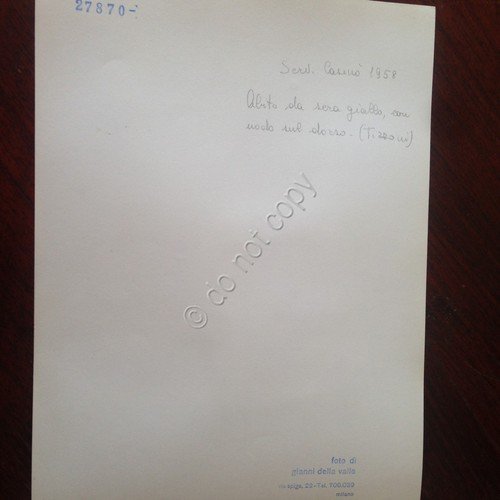 27870-
Serv. Casinò 1958
Abito da sera giallo, con
nodo sul dorso. (Tizzoni)
© do not copy
foto di
gianni della valle
via spiga, 22 - Tel. 700.039
milano